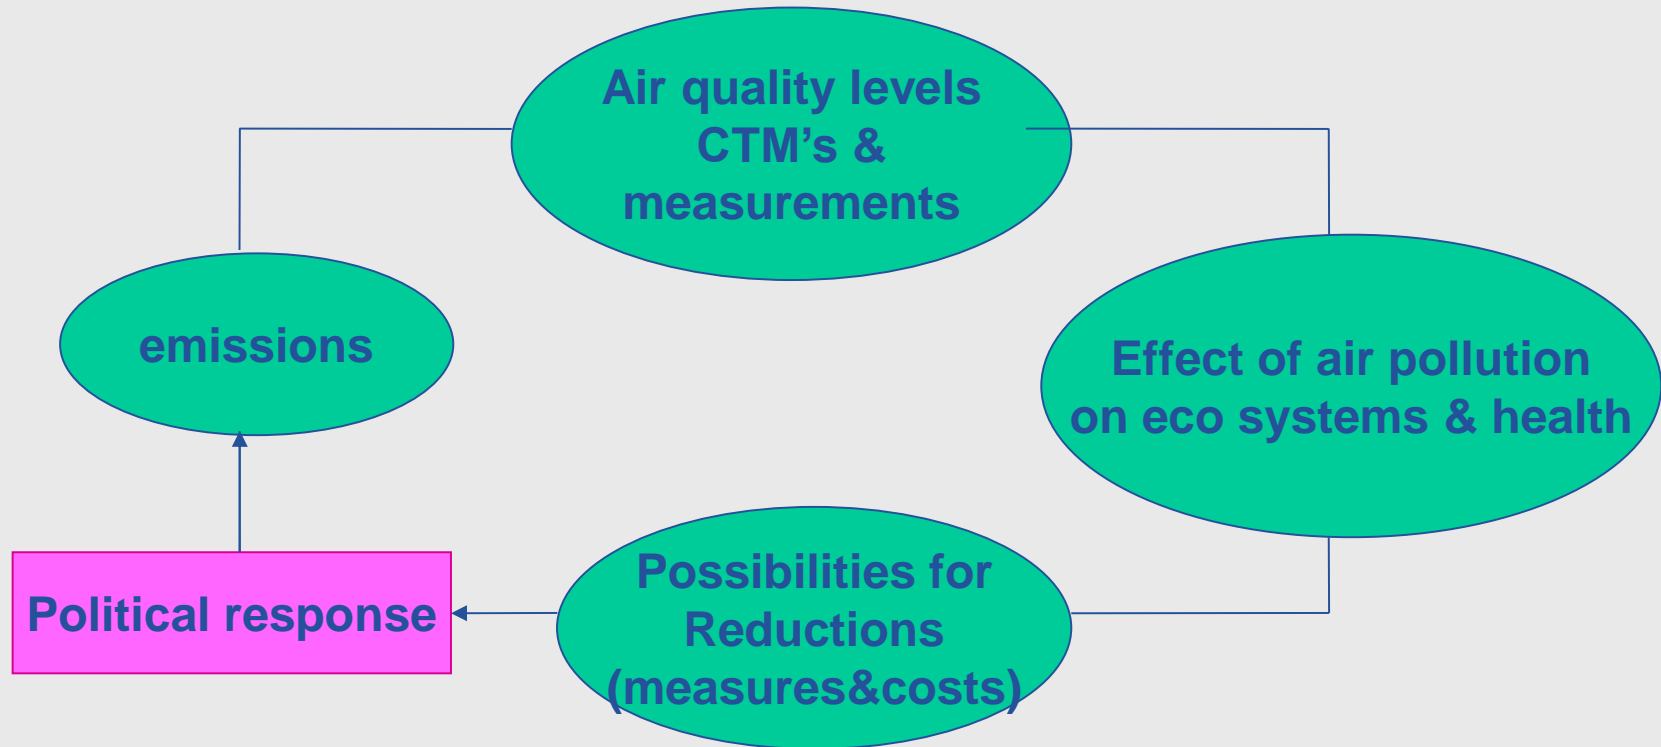 Air quality levels
CTM’s &
measurements
emissions
Effect of air pollution
on eco systems & health
Political response
Possibilities for
Reductions
(measures&costs)